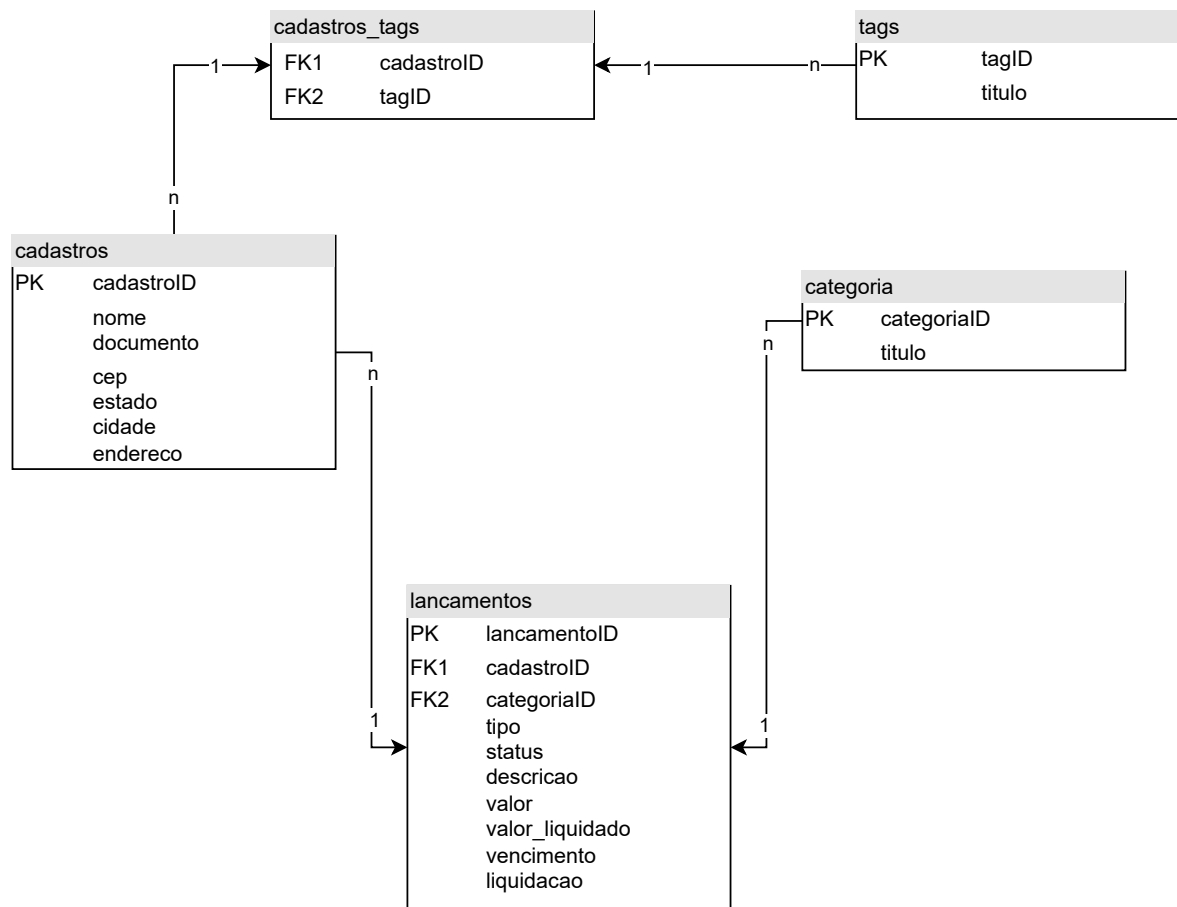 cadastros_tags
FK1 cadastroID
FK2 tagID
tags
PK tagID
titulo
1
1
n
n
cadastros
PK cadastroID
nome
documento
cep
estado
cidade
endereco
categoria
PK categoriaID
titulo
n
n
1
1
lancamentos
PK lancamentoID
FK1 cadastroID
FK2 categoriaID
tipo
status
descricao
valor
valor_liquidado
vencimento
liquidacao